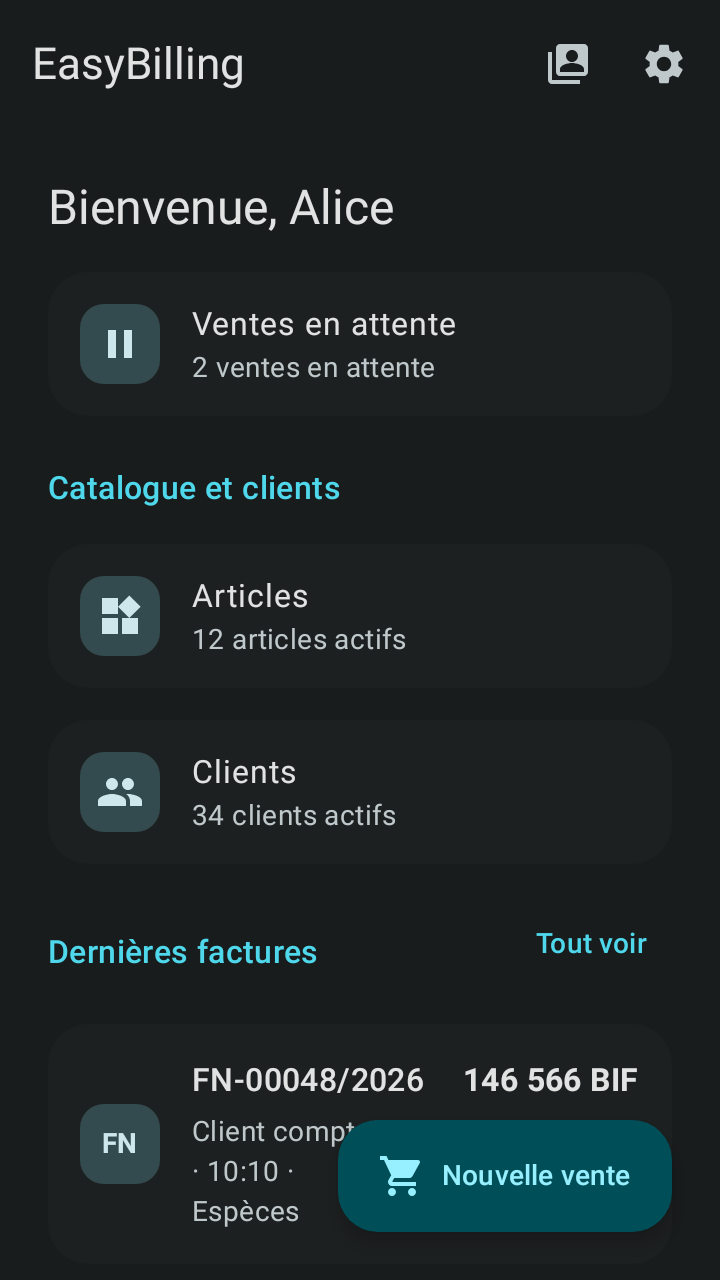 EasyBilling
Bienvenue, Alice
Ventes en attente
2 ventes en attente
Catalogue et clients
Articles
12 articles actifs
Clients
34 clients actifs
Dernières factures
Tout voir
FN-00048/2026 146 566 BIF
FN
Client
· 10:10 ·
Espèces
Nouvelle vente